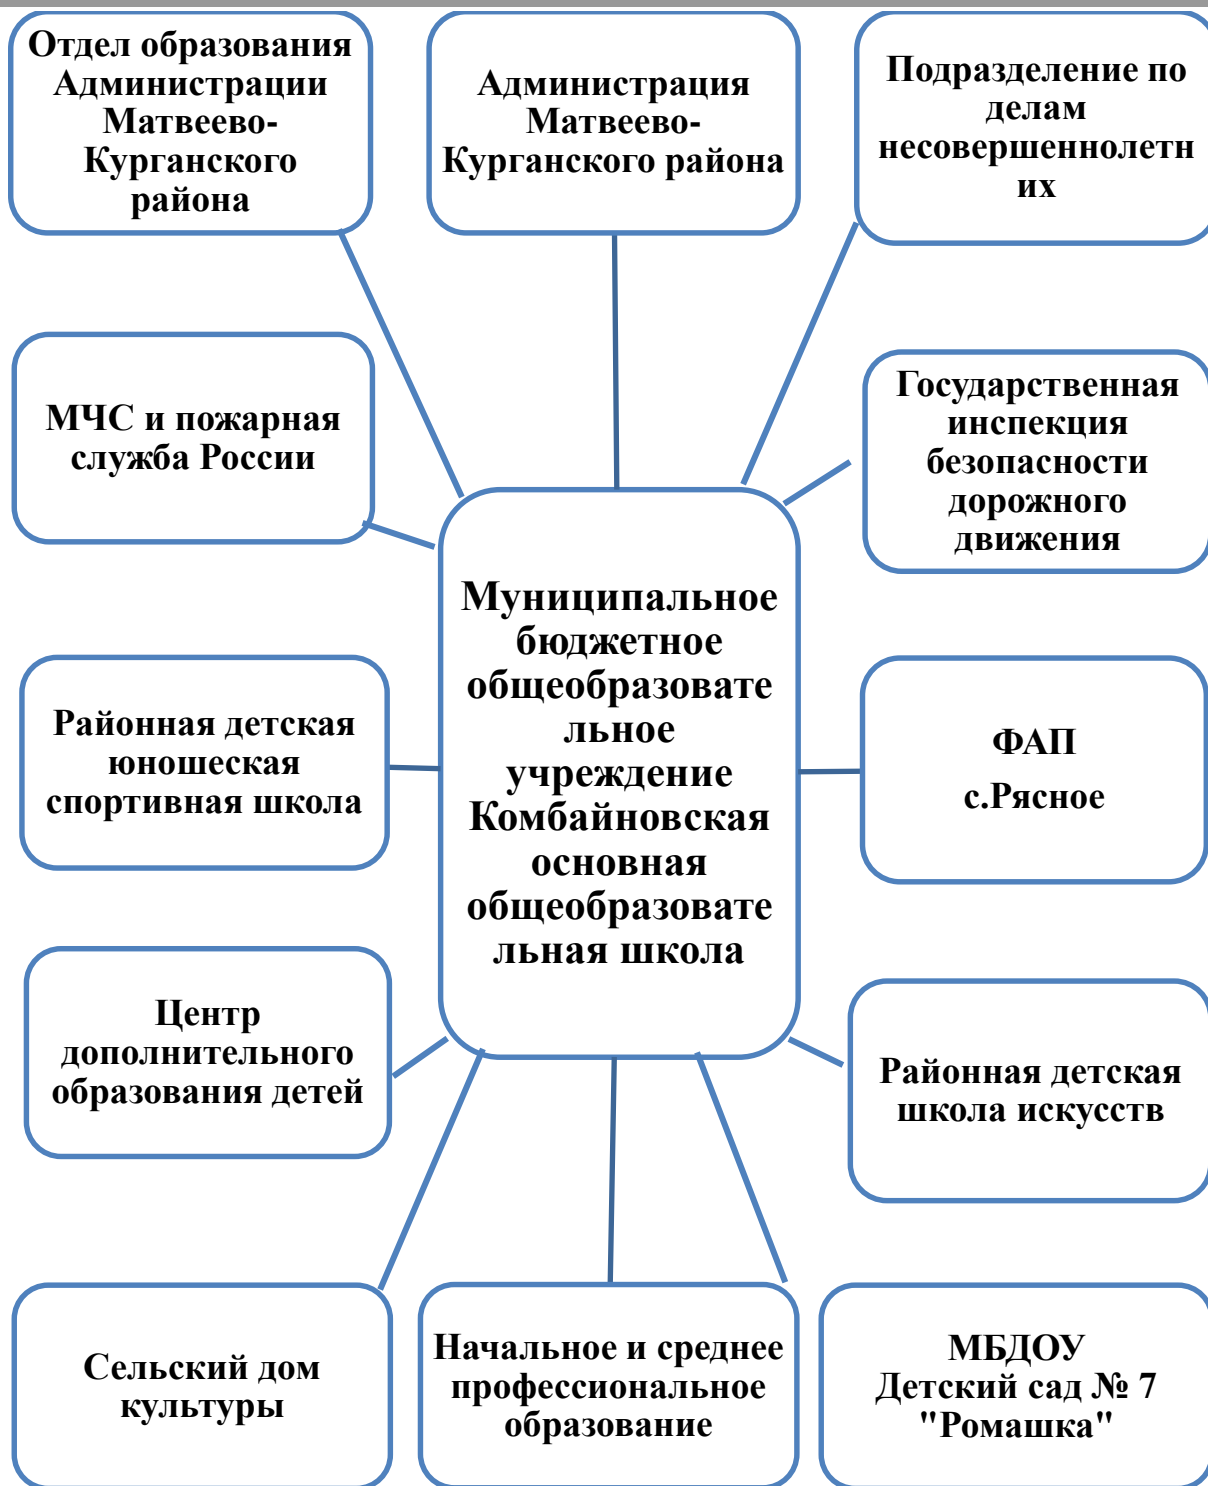 Отдел образования
Администрации
Матвеево-
Курганского
района
Администрация
Матвеево-
Курганского района
Подразделение по
делам
несовершеннолетн
их
МЧС и пожарная
служба России
Государственная
инспекция
безопасности
дорожного
движения
Муниципальное
бюджетное
общеобразовате
льное
учреждение
Комбайновская
основная
общеобразовате
льная школа
Районная детская
юношеская
спортивная школа
ФАП
с.Рясное
Центр
дополнительного
образования детей
Районная детская
школа искусств
Сельский дом
культуры
Начальное и среднее
профессиональное
образование
МБДОУ
Детский сад № 7
"Ромашка"